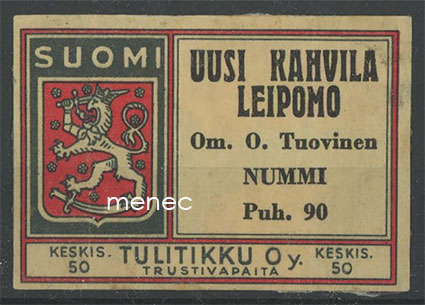 SUOMI
UUSI KAHVILA
LEIPOMO
Om. O. Tuovinen
NUMMI
Puh. 90
menec
KESKIS.
50
TULITIKKU Oy.
TRUSTIVAPAITA
KESKIS.
50